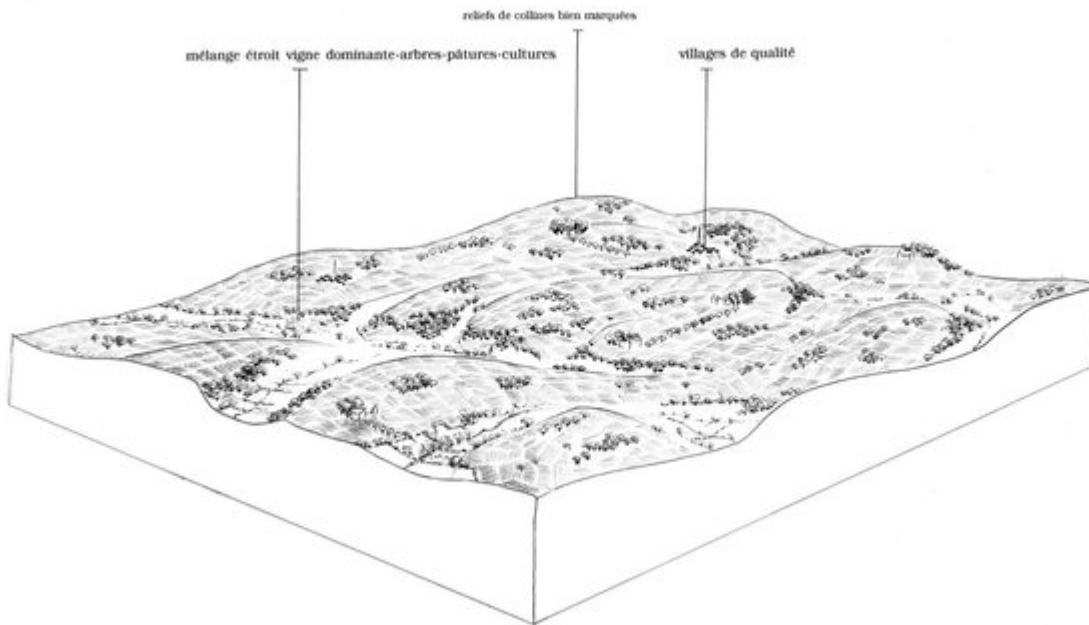 reliefs de collines bien marquées
mélange étroit vigne dominante-arbres-pâtures-cultures
villages de qualité